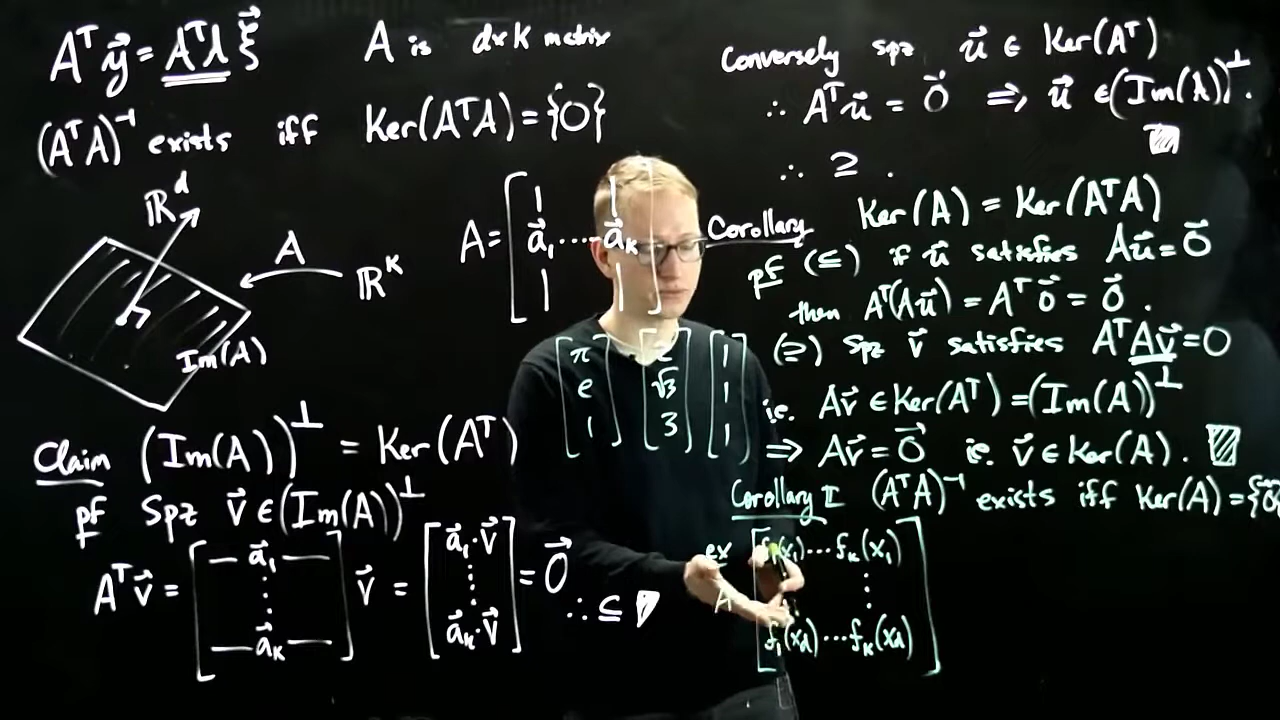 Aᵀy⃗ = AᵀA ξ⃗
A is d×k matrix
(AᵀA)⁻¹ exists iff Ker(AᵀA) = {0}
ℝᵈ
A
ℝᴷ
Im(A)
A = [ | | ; a⃗₁ .... a⃗ₖ ; | | ]
[π e 1] [2 √3 3] [1 1 1]
Claim (Im(A))^⊥ = Ker(Aᵀ)
pf Spz v⃗ ∈ (Im(A))^⊥
Aᵀv⃗ = [— a⃗₁ — ⋮ — a⃗ₖ —] v⃗ = [a⃗₁·v⃗ ⋮ a⃗ₖ·v⃗] = 0⃗
∴ ⊆
Conversely spz u⃗ ∈ Ker(Aᵀ)
∴ Aᵀu⃗ = 0⃗ ⇒ u⃗ ∈ (Im(A))^⊥.
∴ ⊇ .
Corollary Ker(A) = Ker(AᵀA)
pf (⊆) if u⃗ satisfies Au⃗ = 0⃗
then Aᵀ(Au⃗) = Aᵀ0⃗ = 0⃗ .
(⊇) Spz v⃗ satisfies AᵀAv⃗ = 0
ie. Av⃗ ∈ Ker(Aᵀ) = (Im(A))^⊥
⇒ Av⃗ = 0⃗ ie. v⃗ ∈ Ker(A).
Corollary II (AᵀA)⁻¹ exists iff Ker(A) = {0
ex [f₁(x₁) ... fₖ(x₁)
A ⋮ ⋮
f₁(x_d) ... fₖ(x_d)]